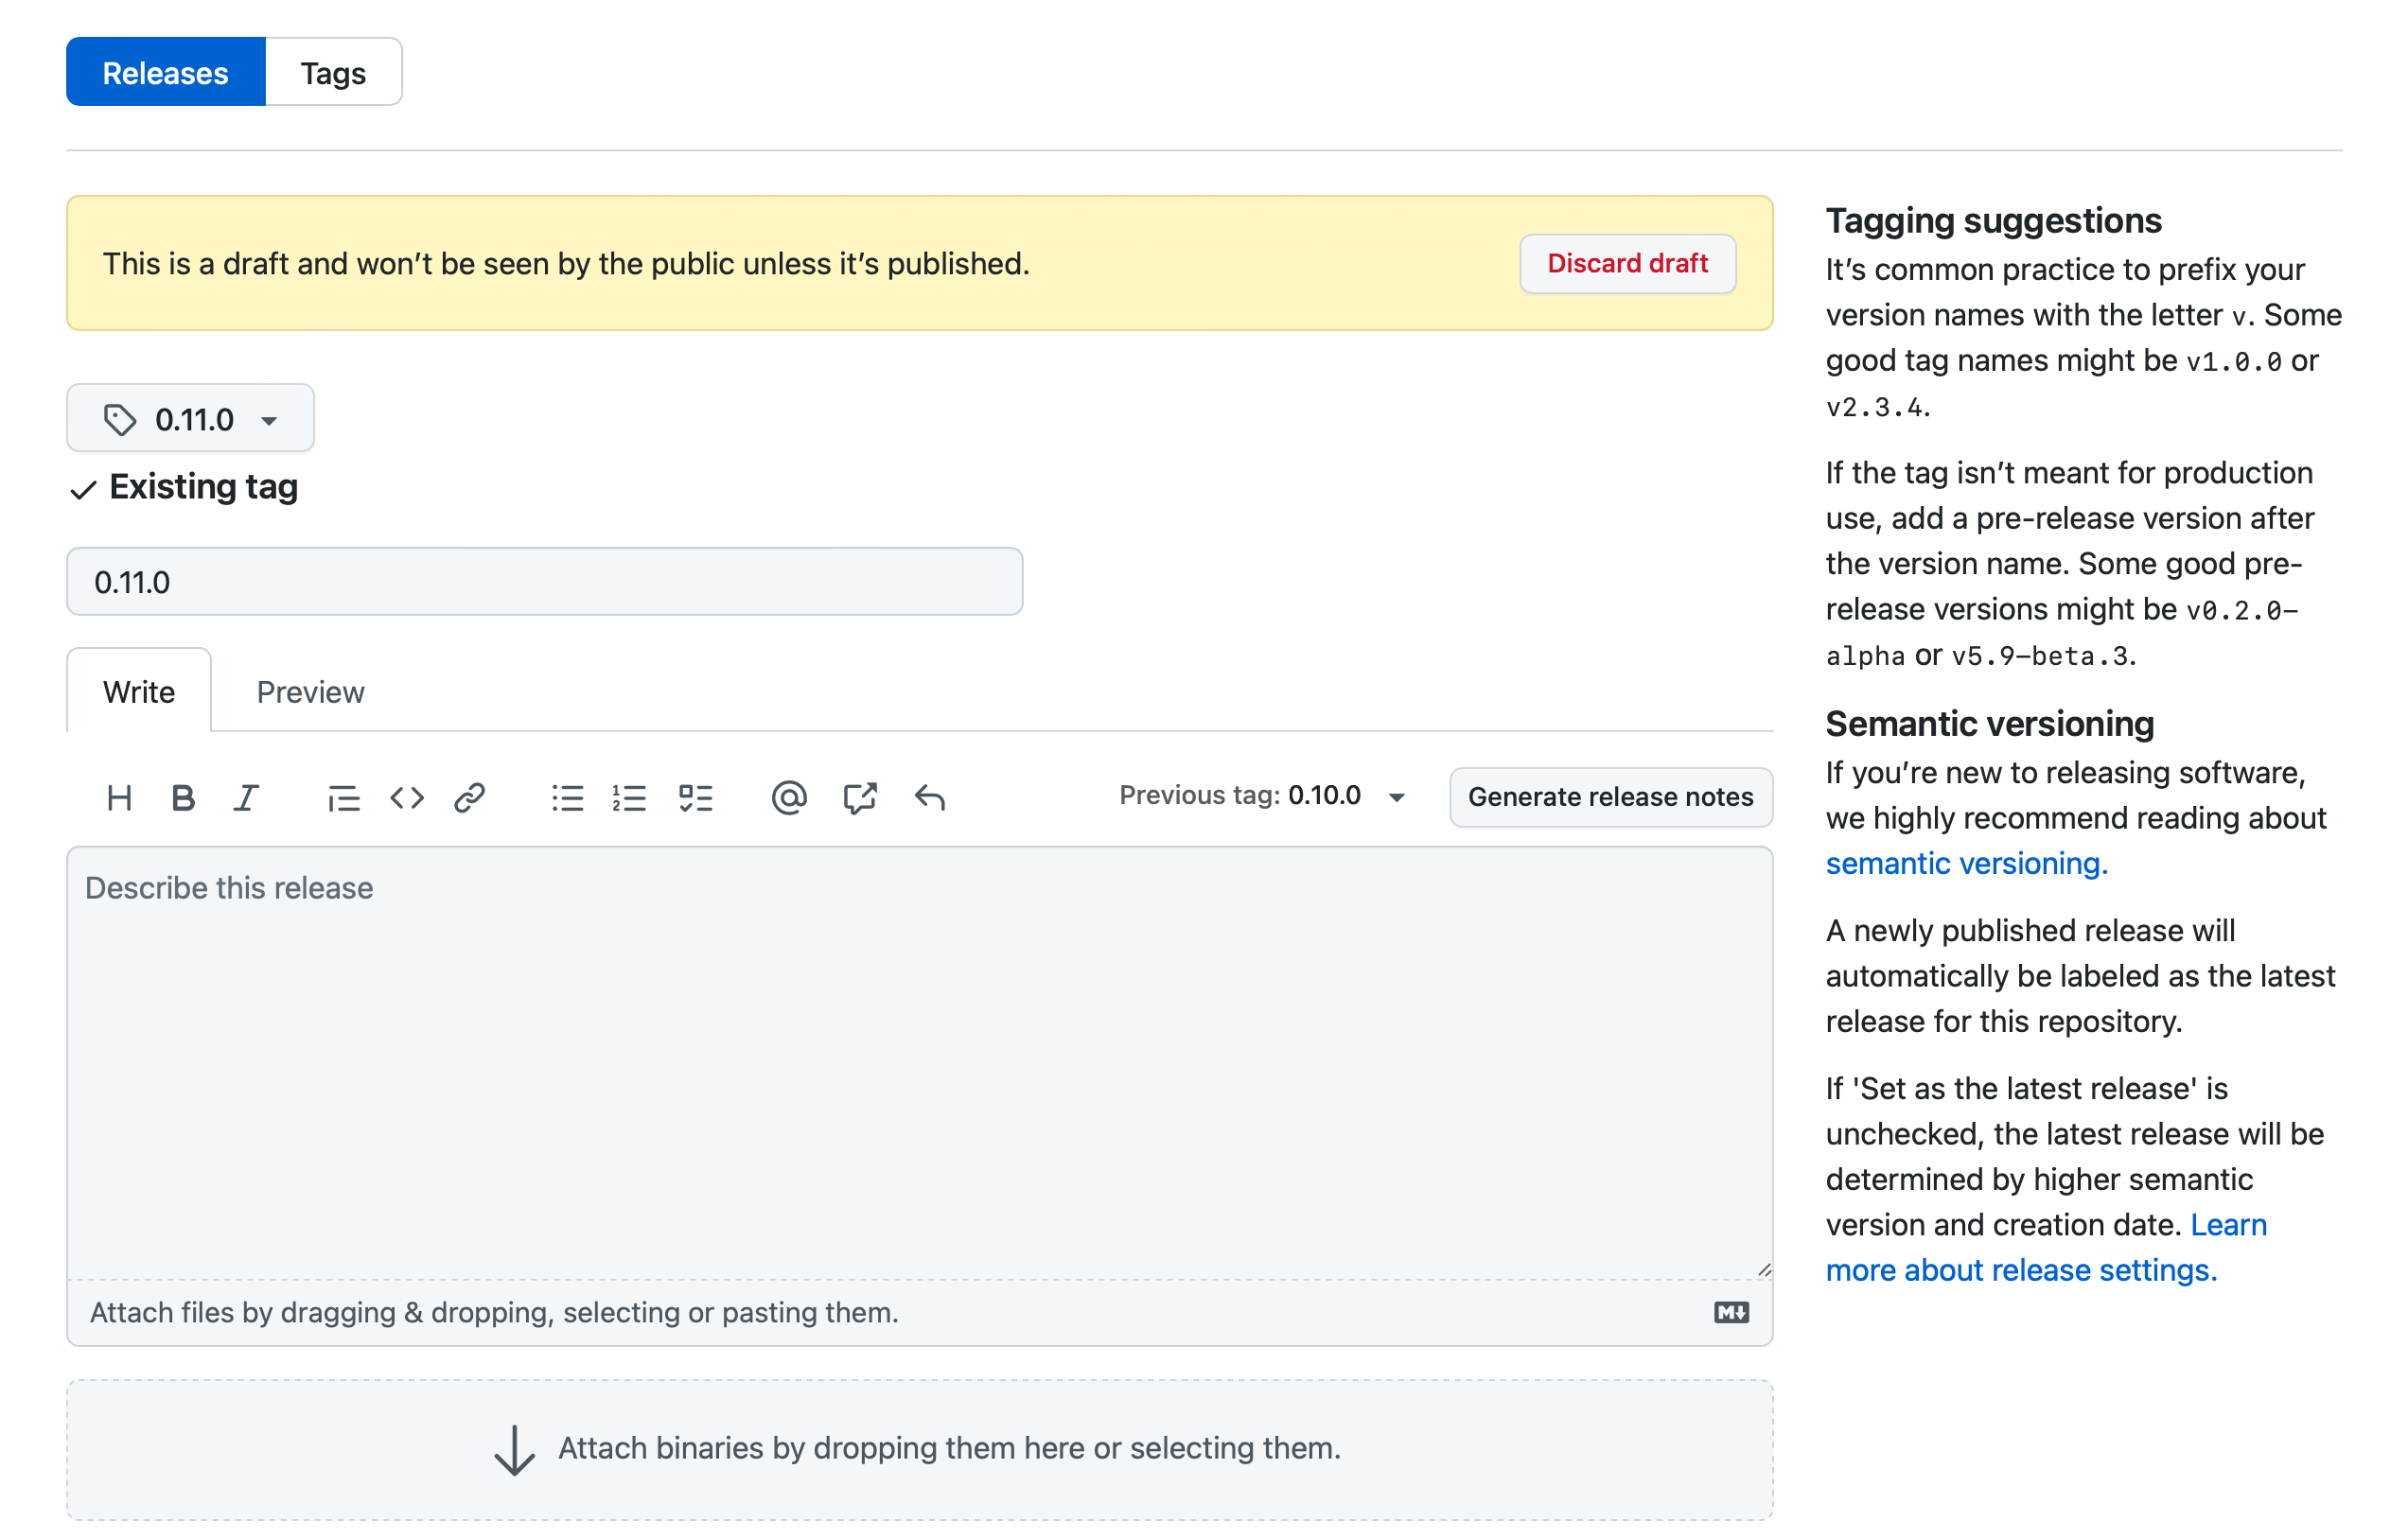 Releases
Tags
This is a draft and won’t be seen by the public unless it’s published.
Discard draft
0.11.0
Existing tag
0.11.0
Write
Preview
Previous tag: 0.10.0
Generate release notes
Describe this release
Attach files by dragging & dropping, selecting or pasting them.
Attach binaries by dropping them here or selecting them.
Tagging suggestions
It’s common practice to prefix your
version names with the letter v. Some
good tag names might be v1.0.0 or
v2.3.4.
If the tag isn’t meant for production
use, add a pre-release version after
the version name. Some good pre-
release versions might be v0.2.0-
alpha or v5.9-beta.3.
Semantic versioning
If you’re new to releasing software,
we highly recommend reading about
semantic versioning.
A newly published release will
automatically be labeled as the latest
release for this repository.
If 'Set as the latest release' is
unchecked, the latest release will be
determined by higher semantic
version and creation date. Learn
more about release settings.